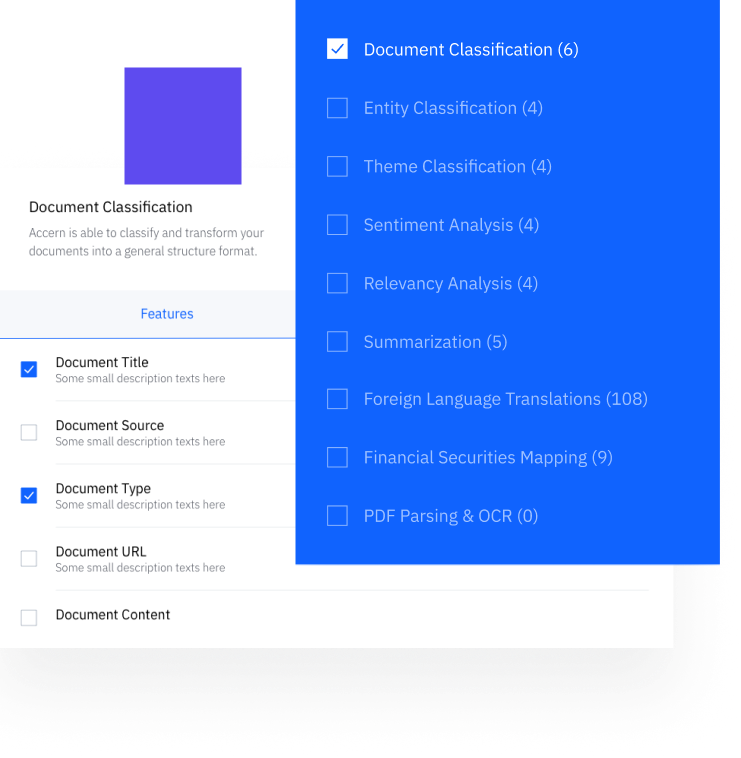 Document Classification (6)
Entity Classification (4)
Theme Classification (4)
Sentiment Analysis (4)
Relevancy Analysis (4)
Summarization (5)
Foreign Language Translations (108)
Financial Securities Mapping (9)
PDF Parsing & OCR (0)
Document Classification
Accern is able to classify and transform your
documents into a general structure format.
Features
Document Title
Some small description texts here
Document Source
Some small description texts here
Document Type
Some small description texts here
Document URL
Some small description texts here
Document Content